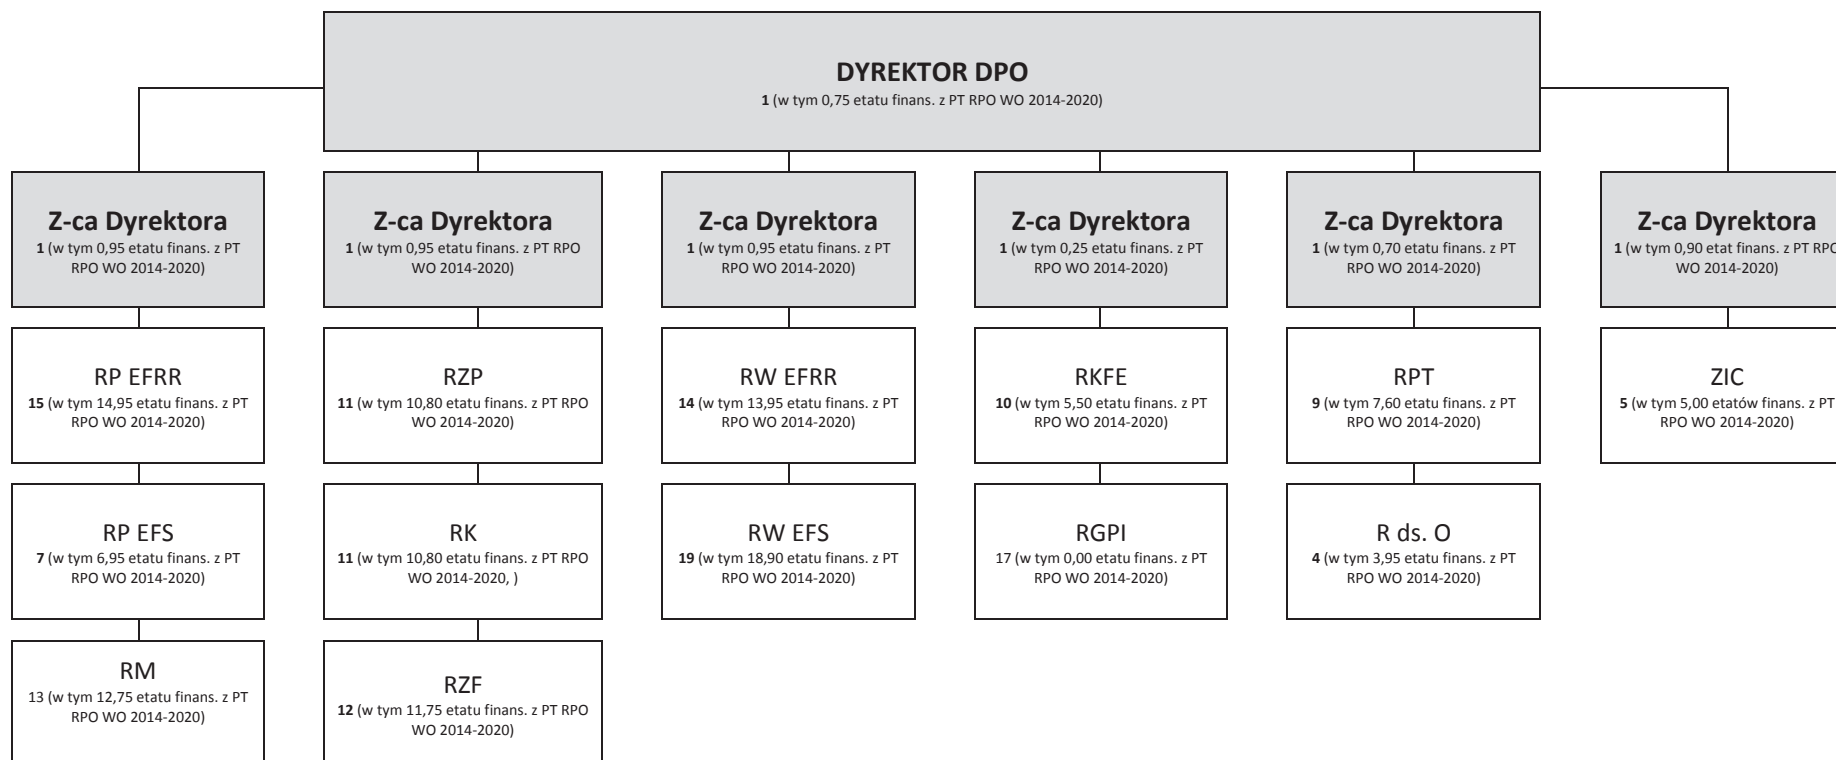 DYREKTOR DPO
1 (w tym 0,75 etatu finans. z PT RPO WO 2014-2020)
Z-ca Dyrektora
1 (w tym 0,95 etatu finans. z PT
RPO WO 2014-2020)
Z-ca Dyrektora
1 (w tym 0,95 etatu finans. z PT RPO
WO 2014-2020)
Z-ca Dyrektora
1 (w tym 0,95 etatu finans. z PT
RPO WO 2014-2020)
Z-ca Dyrektora
1 (w tym 0,25 etatu finans. z PT
RPO WO 2014-2020)
Z-ca Dyrektora
1 (w tym 0,70 etatu finans. z PT
RPO WO 2014-2020)
Z-ca Dyrektora
1 (w tym 0,90 etat finans. z PT RPO
WO 2014-2020)
RP EFRR
15 (w tym 14,95 etatu finans. z PT
RPO WO 2014-2020)
RZP
11 (w tym 10,80 etatu finans. z PT RPO
WO 2014-2020)
RW EFRR
14 (w tym 13,95 etatu finans. z PT
RPO WO 2014-2020)
RKFE
10 (w tym 5,50 etatu finans. z PT
RPO WO 2014-2020)
RPT
9 (w tym 7,60 etatu finans. z PT
RPO WO 2014-2020)
ZIC
5 (w tym 5,00 etatów finans. z PT
RPO WO 2014-2020)
RP EFS
7 (w tym 6,95 etatu finans. z PT
RPO WO 2014-2020)
RK
11 (w tym 10,80 etatu finans. z PT RPO
WO 2014-2020, )
RW EFS
19 (w tym 18,90 etatu finans. z PT
RPO WO 2014-2020)
RGPI
17 (w tym 0,00 etatu finans. z PT
RPO WO 2014-2020)
R ds. O
4 (w tym 3,95 etatu finans. z PT
RPO WO 2014-2020)
RM
13 (w tym 12,75 etatu finans. z PT
RPO WO 2014-2020)
RZF
12 (w tym 11,75 etatu finans. z PT RPO
WO 2014-2020)